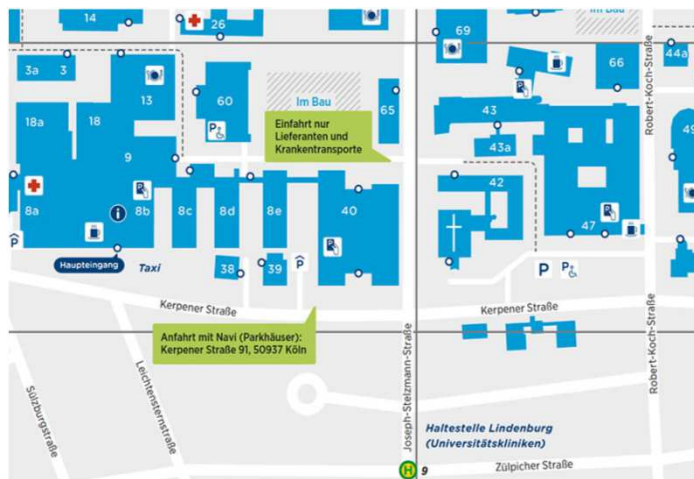 14
26
Im Bau
69
66
44a
3a
3
13
60
Im Bau
65
43
18a
18
Einfahrt nur
Lieferanten und
Krankentransporte
43a
49
9
42
8a
8b
8c
8d
8e
40
47
P
Haupteingang
Taxi
38
39
P
P
P
Kerpener Straße
Kerpener Straße
Anfahrt mit Navi (Parkhäuser):
Kerpener Straße 91, 50937 Köln
Sülzburgstraße
Leichtensternstraße
Joseph-Stelzmann-Straße
Robert-Koch-Straße
Robert-Koch-Straße
Haltestelle Lindenburg
(Universitätskliniken)
H 9
Zülpicher Straße